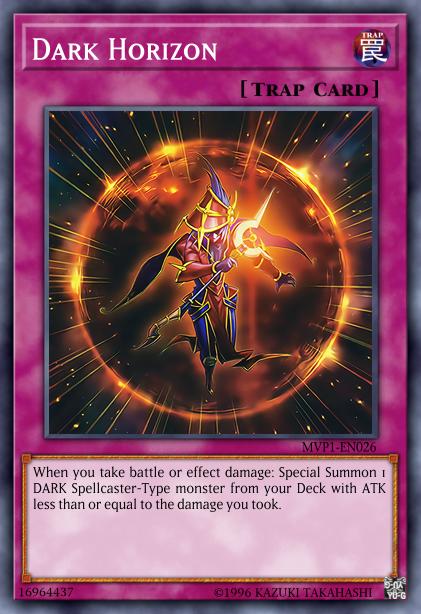 DARK HORIZON
TRAP
罠
[TRAP CARD]
MVP1-EN026
When you take battle or effect damage: Special Summon 1
DARK Spellcaster-Type monster from your Deck with ATK
less than or equal to the damage you took.
16964437
©1996 KAZUKI TAKAHASHI